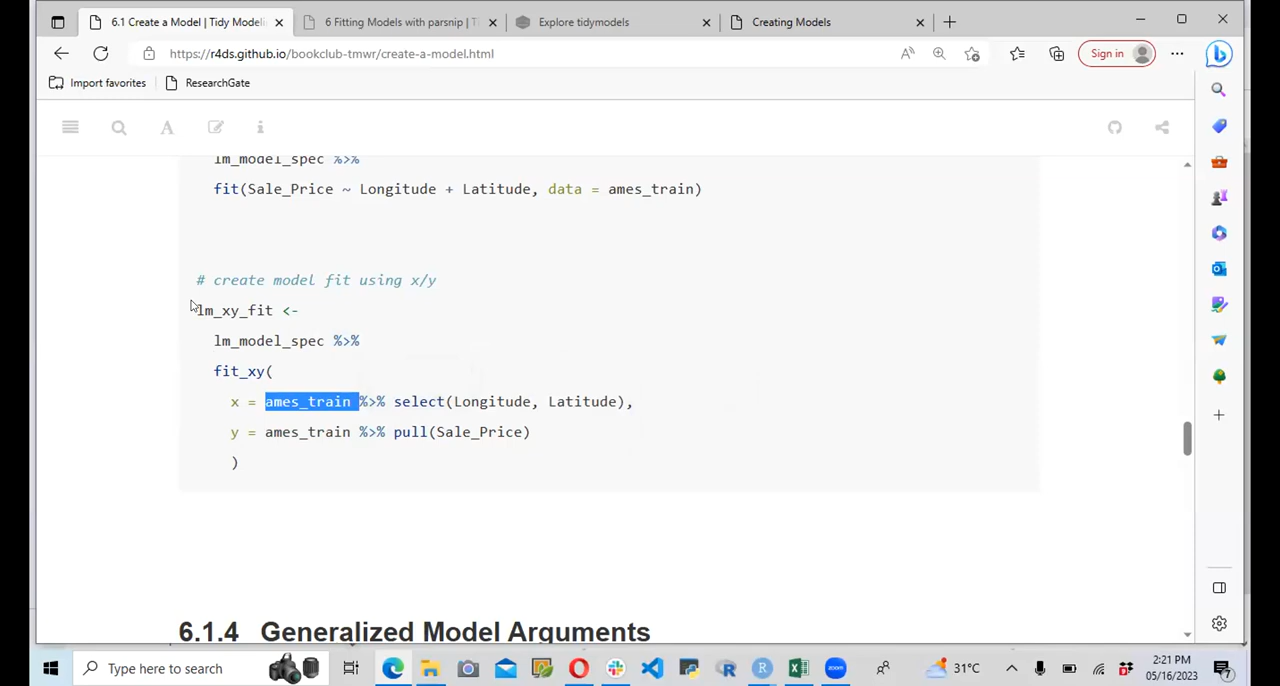 6.1 Create a Model | Tidy Modeli
6 Fitting Models with parsnip | Ti
Explore tidymodels
Creating Models
https://r4ds.github.io/bookclub-tmwr/create-a-model.html
Sign in
Import favorites
ResearchGate
lm_model_spec %>%
fit(Sale_Price ~ Longitude + Latitude, data = ames_train)
# create model fit using x/y
lm_xy_fit <-
lm_model_spec %>%
fit_xy(
x = ames_train %>% select(Longitude, Latitude),
y = ames_train %>% pull(Sale_Price)
)
6.1.4 Generalized Model Arguments
Type here to search
31°C
2:21 PM
05/16/2023
7